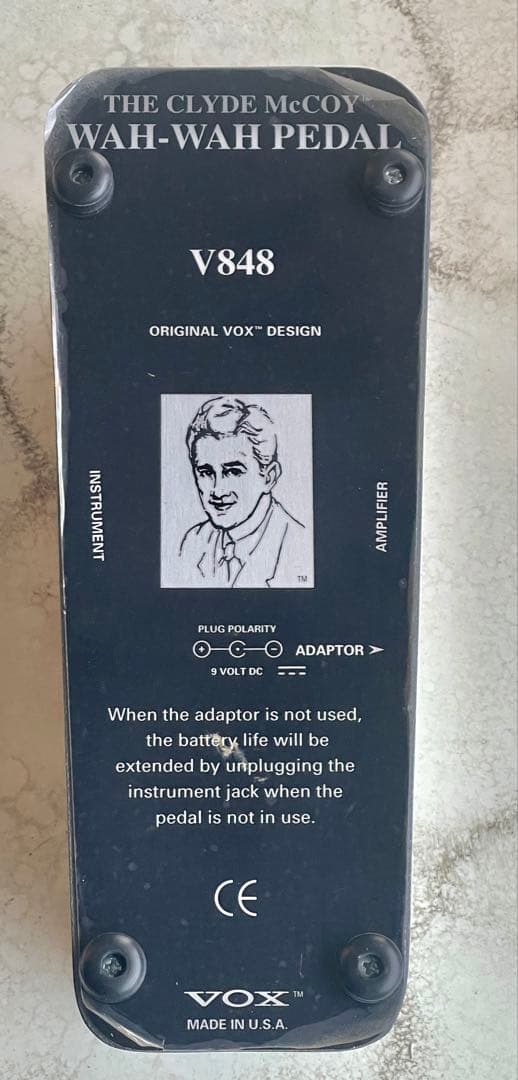 THE CLYDE McCOY™
WAH-WAH PEDAL
V848
ORIGINAL VOX™ DESIGN
INSTRUMENT
AMPLIFIER
TM
PLUG POLARITY
+ C - ADAPTOR ➤
9 VOLT DC
When the adaptor is not used,
the battery life will be
extended by unplugging the
instrument jack when the
pedal is not in use.
CE
VOX™
MADE IN U.S.A.